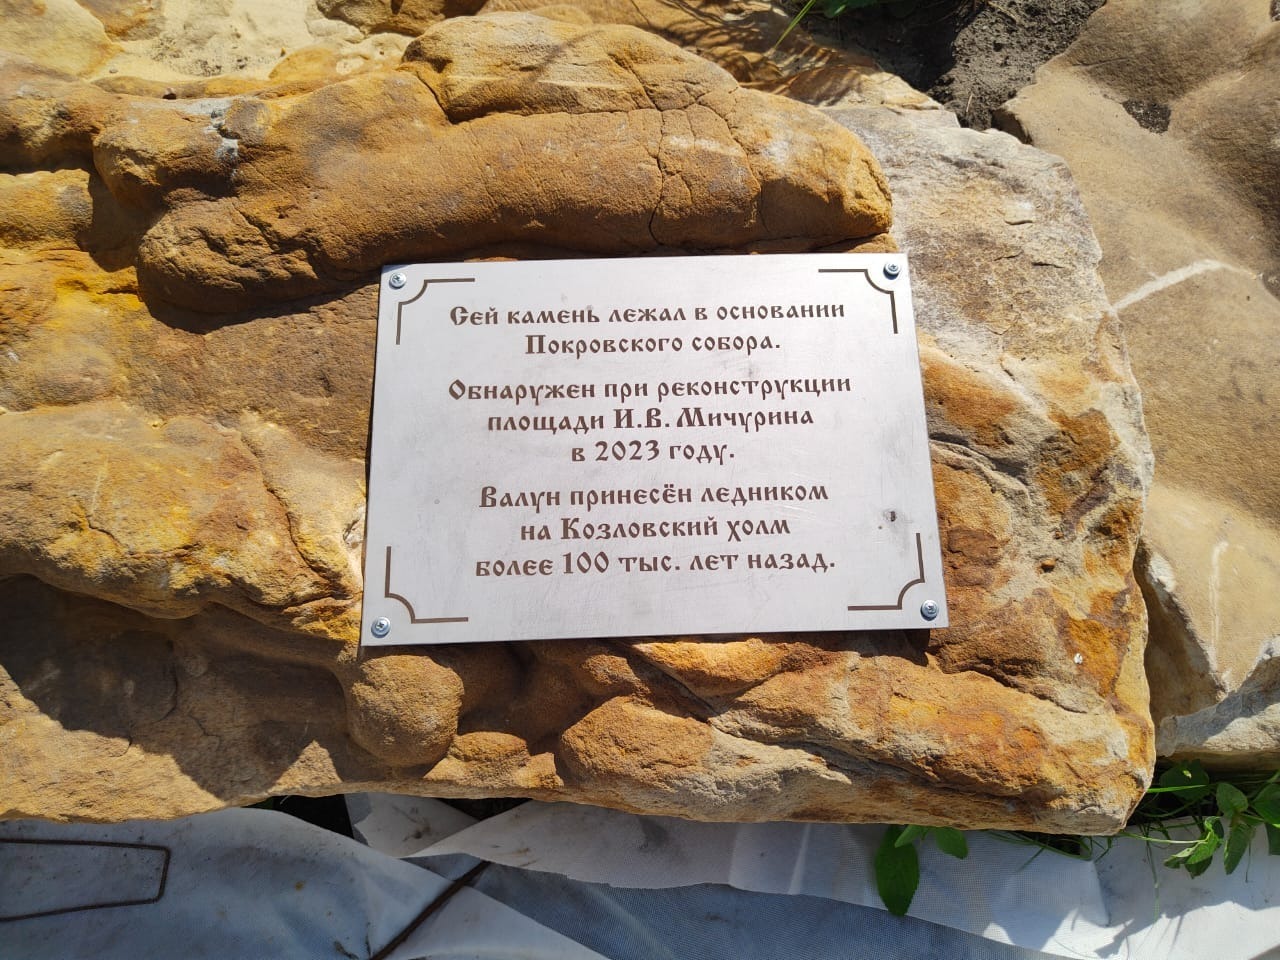 Сей камень лежал в основании
Покровского собора.
Обнаружен при реконструкции
площади И.В. Мичурина
в 2023 году.
Валун принесён ледником
на Козловский холм
более 100 тыс. лет назад.